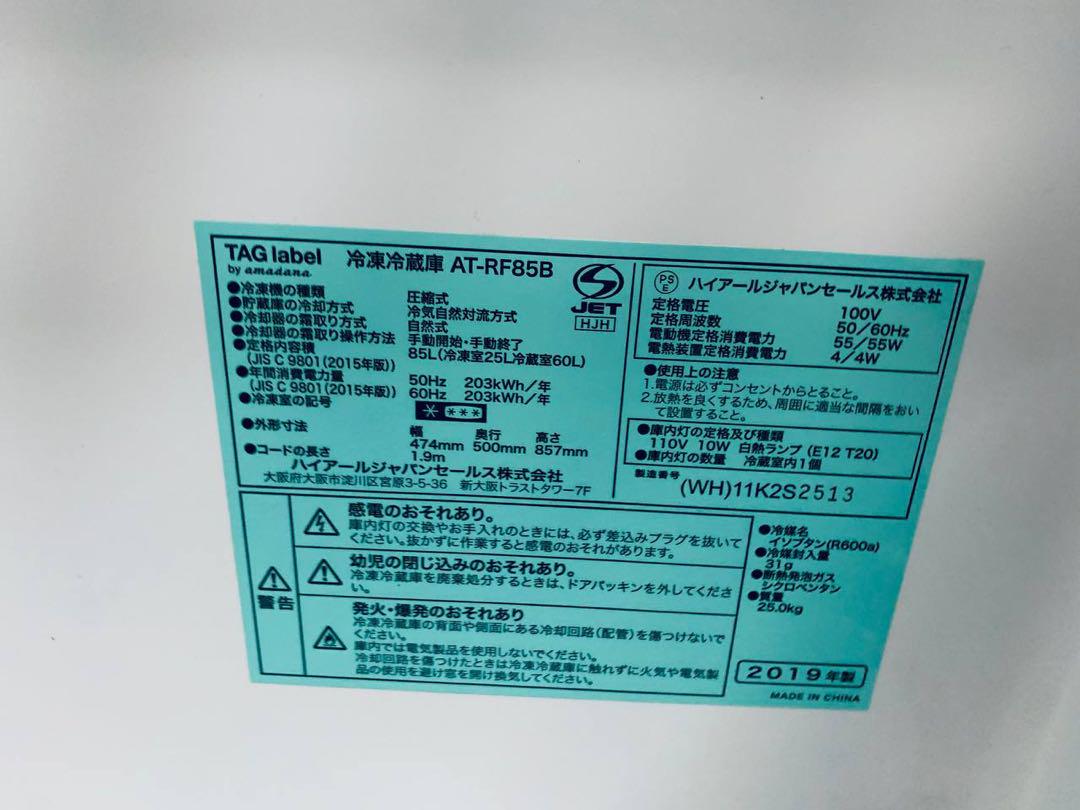 TAG label
by amadana
冷凍冷蔵庫 AT-RF85B
JET
HJH
●冷凍機の種類 圧縮式
●貯蔵庫の冷却方式 冷気自然対流方式
●冷却器の霜取り方式 自然式
●冷却器の霜取り操作方法 手動開始・手動終了
●定格内容積 85L(冷凍室25L冷蔵室60L)
(JIS C 9801(2015年版))
●年間消費電力量 50Hz 203kWh/年
(JIS C 9801(2015年版)) 60Hz 203kWh/年
●冷凍室の記号 * ***
●外形寸法 幅 奥行 高さ
474mm 500mm 857mm
●コードの長さ 1.9m
ハイアールジャパンセールス株式会社
大阪府大阪市淀川区宮原3-5-36 新大阪トラストタワー7F
PS
E
ハイアールジャパンセールス株式会社
定格電圧 100V
定格周波数 50/60Hz
電動機定格消費電力 55/55W
電熱装置定格消費電力 4/4W
●使用上の注意
1.電源は必ずコンセントからとること。
2.放熱を良くするため、周囲に適当な間隔をおい
て設置すること。
●庫内灯の定格及び種類
110V 10W 白熱ランプ (E12 T20)
●庫内灯の数量 冷蔵室内1個
製造番号 (WH)11K2S2513
警告
感電のおそれあり。
庫内灯の交換やお手入れのときには、必ず差込みプラグを抜いて
ください。抜かずに作業すると感電のおそれがあります。
幼児の閉じ込みのおそれあり。
冷凍冷蔵庫を廃棄処分するときは、ドアパッキンを外してくださ
い。
発火・爆発のおそれあり
冷凍冷蔵庫の背面や側面にある冷却回路(配管)を傷つけないで
ください。
庫内では電気製品を使用しないでください。
冷却回路を傷つけたときは冷凍冷蔵庫に触れずに火気や電気製
品の使用を避け窓を開け換気してください。
●冷媒名
イソブタン(R600a)
●冷媒封入量
31g
●断熱発泡ガス
シクロペンタン
●質量
25.0kg
2019年製
MADE IN CHINA